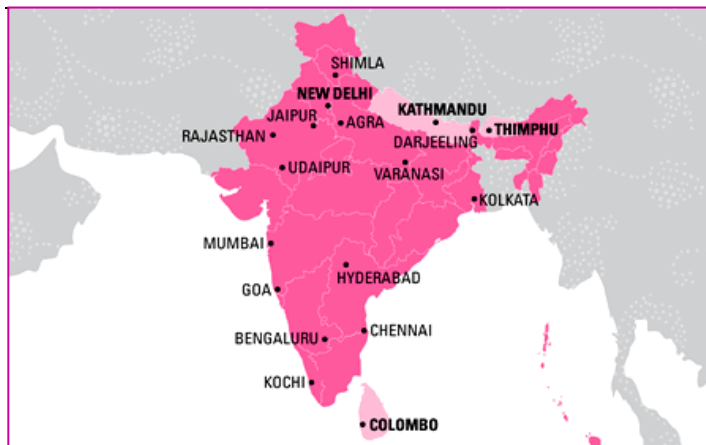 SHIMLA
NEW DELHI
JAIPUR
AGRA
KATHMANDU
THIMPHU
RAJASTHAN
DARJEELING
UDAIPUR
VARANASI
KOLKATA
MUMBAI
HYDERABAD
GOA
CHENNAI
BENGALURU
KOCHI
COLOMBO